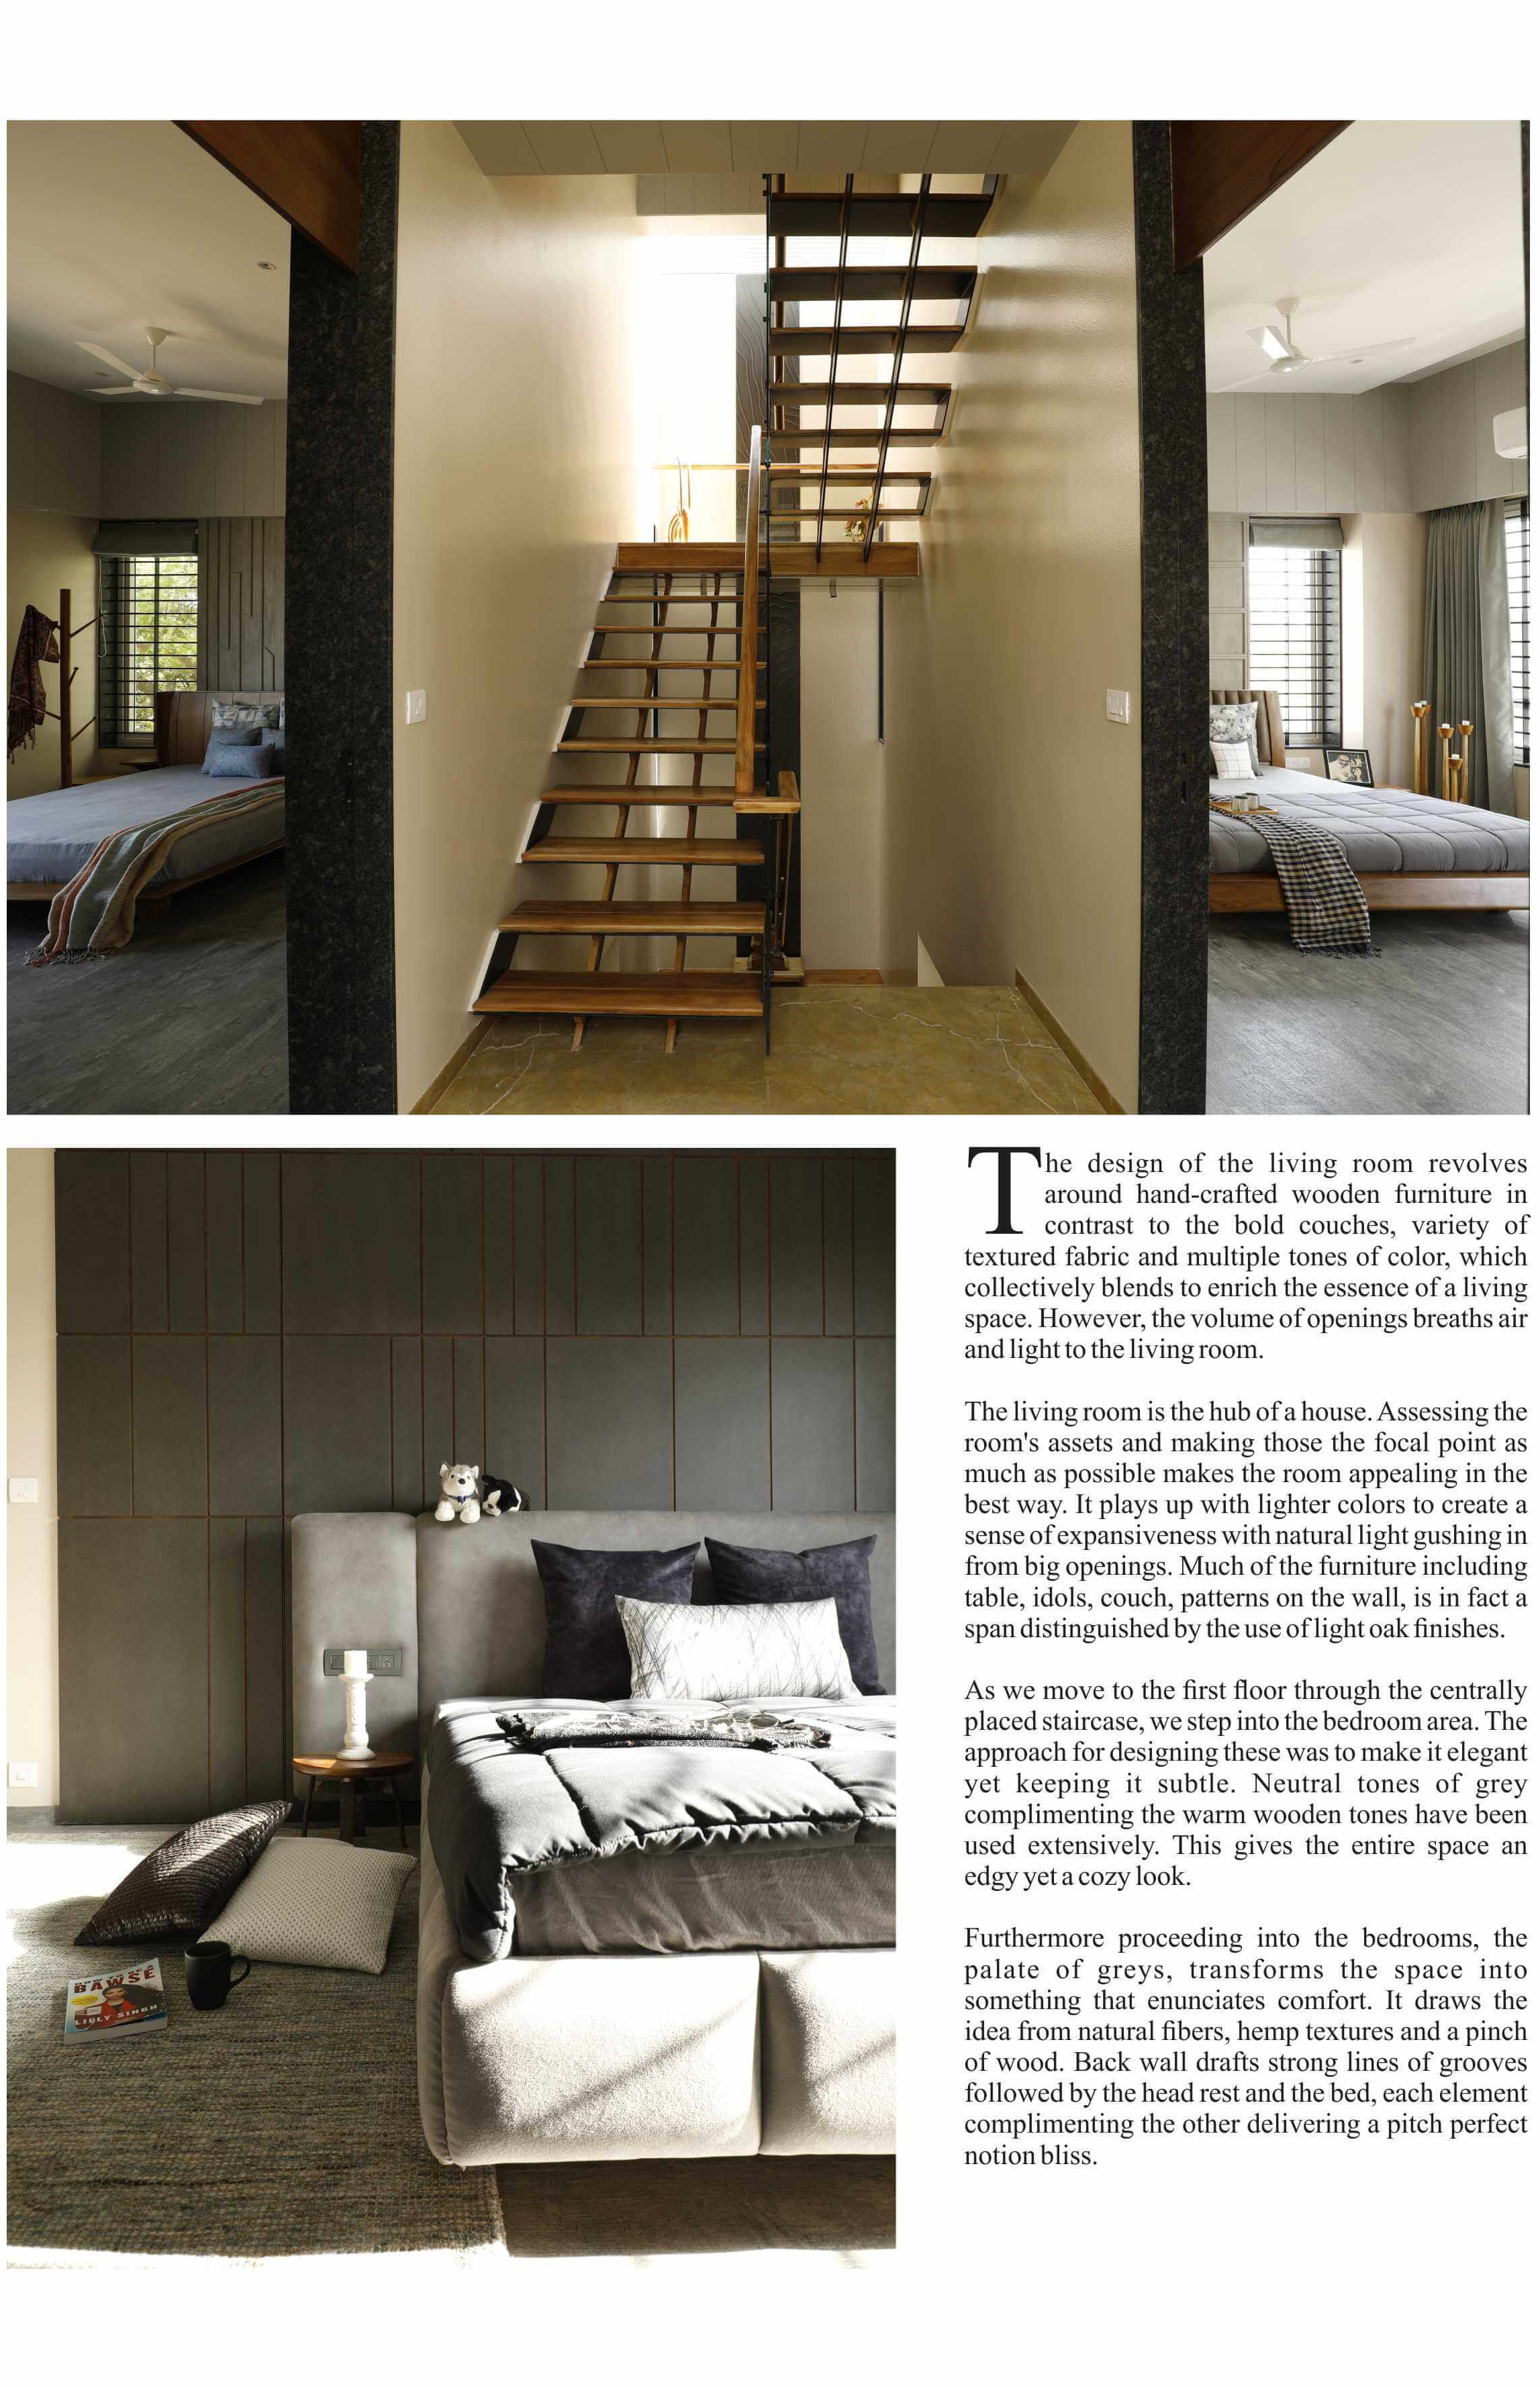 The design of the living room revolves
around hand-crafted wooden furniture in
contrast to the bold couches, variety of
textured fabric and multiple tones of color, which
collectively blends to enrich the essence of a living
space. However, the volume of openings breaths air
and light to the living room.
The living room is the hub of a house. Assessing the
room's assets and making those the focal point as
much as possible makes the room appealing in the
best way. It plays up with lighter colors to create a
sense of expansiveness with natural light gushing in
from big openings. Much of the furniture including
table, idols, couch, patterns on the wall, is in fact a
span distinguished by the use of light oak finishes.
As we move to the first floor through the centrally
placed staircase, we step into the bedroom area. The
approach for designing these was to make it elegant
yet keeping it subtle. Neutral tones of grey
complimenting the warm wooden tones have been
used extensively. This gives the entire space an
edgy yet a cozy look.
Furthermore proceeding into the bedrooms, the
palate of greys, transforms the space into
something that enunciates comfort. It draws the
idea from natural fibers, hemp textures and a pinch
of wood. Back wall drafts strong lines of grooves
followed by the head rest and the bed, each element
complimenting the other delivering a pitch perfect
notion bliss.
BAWSE
LILLY SINGH